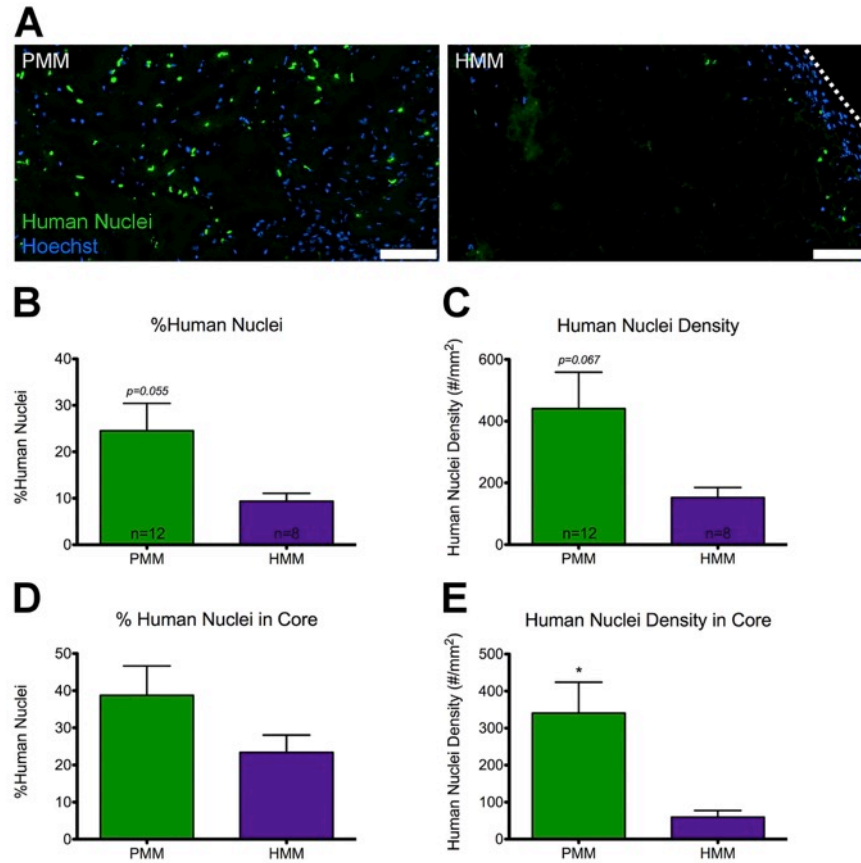 A
PMM
HMM
Human Nuclei
Hoechst
B
%Human Nuclei
%Human Nuclei
40
30
20
10
0
p=0.055
n=12
n=8
PMM
HMM
C
Human Nuclei Density
Human Nuclei Density (#/mm²)
600
400
200
0
p=0.067
n=12
n=8
PMM
HMM
D
% Human Nuclei in Core
%Human Nuclei
50
40
30
20
10
0
PMM
HMM
E
Human Nuclei Density in Core
Human Nuclei Density (#/mm²)
500
400
300
200
100
0
*
PMM
HMM